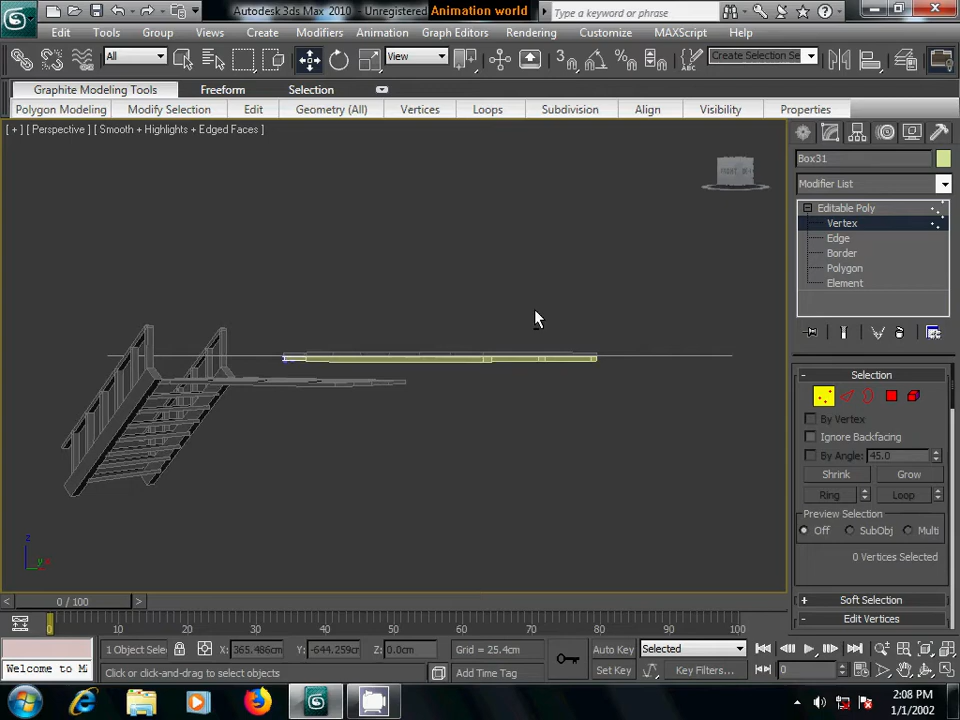 Autodesk 3ds Max 2010 - Unregistered
Animation world
Type a keyword or phrase
Edit Tools Group Views Create Modifiers Animation Graph Editors Rendering Customize MAXScript Help
All View Create Selection Se
Graphite Modeling Tools Freeform Selection
Polygon Modeling Modify Selection Edit Geometry (All) Vertices Loops Subdivision Align Visibility Properties
[ + ] [ Perspective ] [ Smooth + Highlights + Edged Faces ]
Box31
Modifier List
Editable Poly
Vertex
Edge
Border
Polygon
Element
FRONT
z
x
y
- Selection
By Vertex
Ignore Backfacing
By Angle: 45.0
Shrink Grow
Ring Loop
Preview Selection
Off SubObj Multi
0 Vertices Selected
+ Soft Selection
- Edit Vertices
< 0 / 100 >
0 10 20 30 40 50 60 70 80 90 100
1 Object Sele X: 365.486cm Y: -644.259cm Z: 0.0cm Grid = 25.4cm Auto Key Selected
Welcome to M Click or click-and-drag to select objects Add Time Tag Set Key Key Filters... 0
2:08 PM
1/1/2002